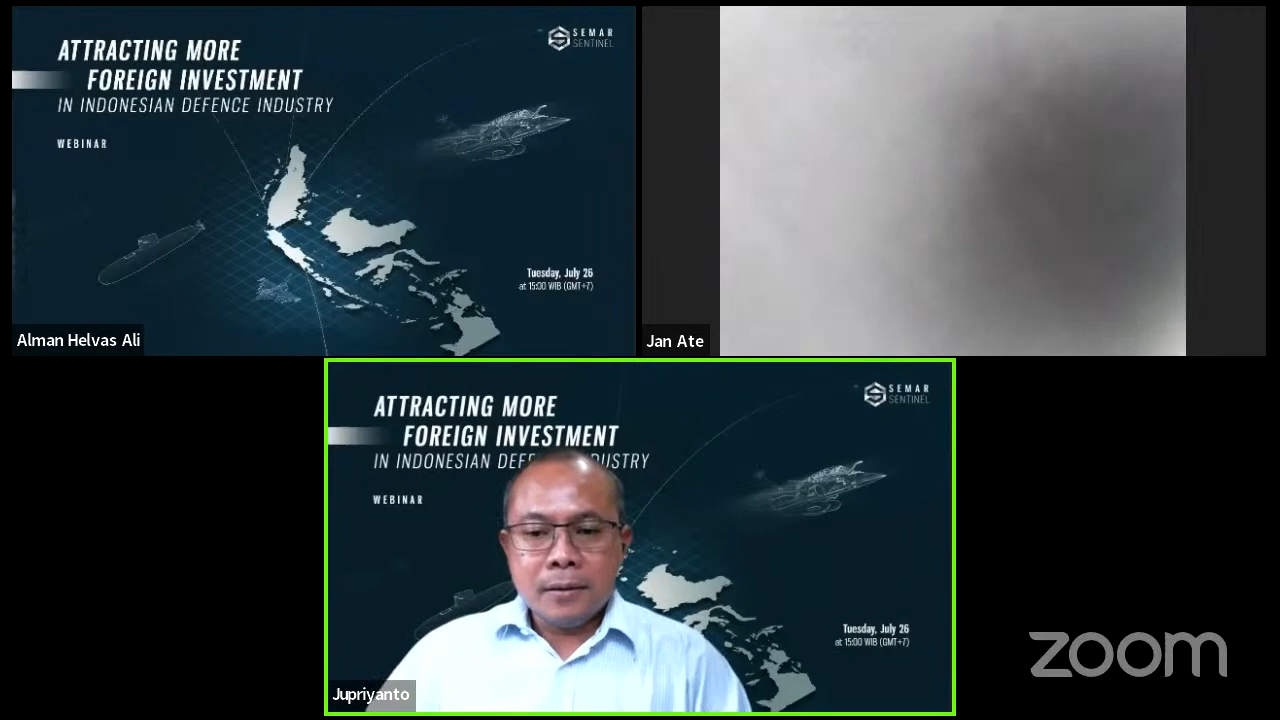 ATTRACTING MORE
FOREIGN INVESTMENT
IN INDONESIAN DEFENCE INDUSTRY
WEBINAR
SEMAR
SENTINEL
Tuesday, July 26
at 15:00 WIB (GMT+7)
Alman Helvas Ali
Jan Ate
ATTRACTING MORE
FOREIGN INVESTMENT
IN INDONESIAN DEF USTRY
WEBINAR
SEMAR
SENTINEL
Tuesday, July 26
at 15:00 WIB (GMT+7)
Jupriyanto
zoom